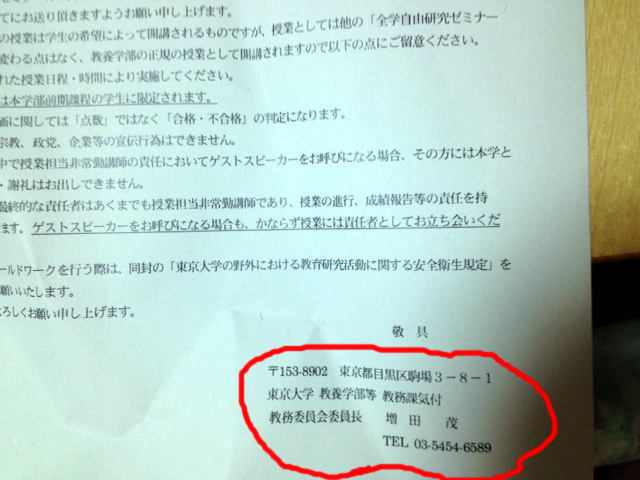 てにお送り頂きますようお願い申し上げます。
の授業は学生の希望によって開講されるものですが、授業としては他の「全学自由研究ゼミナー
変わる点はなく、教養学部の正規の授業として開講されますので以下の点にご留意ください。
れた授業日程・時間により実施してください。
は本学部前期課程の学生に限定されます。
価に関しては「点数」ではなく「合格・不合格」の判定になります。
宗教、政党、企業等の宣伝行為はできません。
中で授業担当非常勤講師の責任においてゲストスピーカーをお呼びになる場合、その方には本学と
・謝礼はお出しできません。
最終的な責任者はあくまでも授業担当非常勤講師であり、授業の進行、成績報告等の責任を持
ます。ゲストスピーカーをお呼びになる場合も、かならず授業には責任者としてお立ち会いくだ
ールドワークを行う際は、同封の「東京大学の野外における教育研究活動に関する安全衛生規定」を
願いいたします。
よろしくお願い申し上げます。
敬 具
〒153-8902 東京都目黒区駒場3-8-1
東京大学 教養学部等 教務課気付
教務委員会委員長 増 田 茂
TEL 03-5454-6589